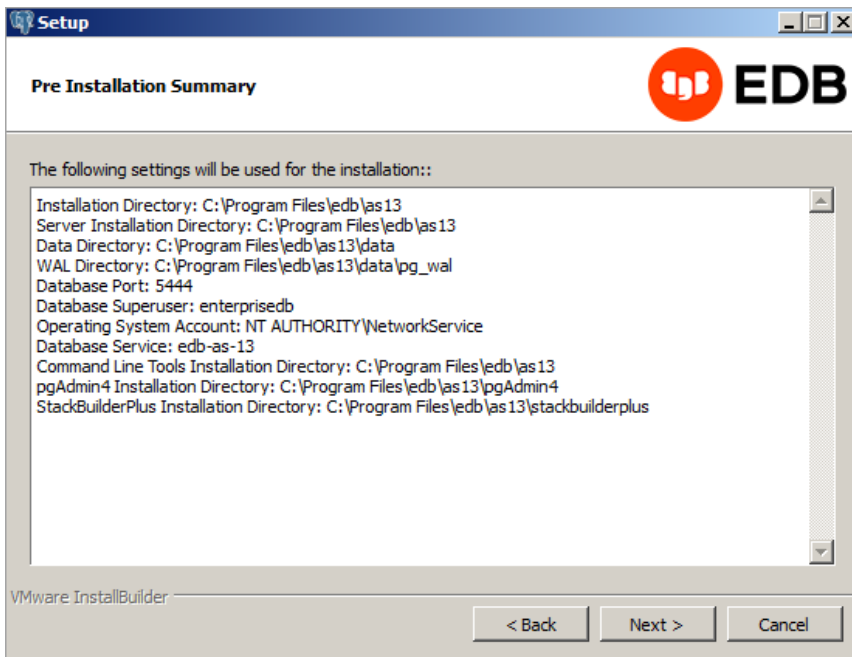 Setup
Pre Installation Summary
EDB
The following settings will be used for the installation::
Installation Directory: C:\Program Files\edb\as13
Server Installation Directory: C:\Program Files\edb\as13
Data Directory: C:\Program Files\edb\as13\data
WAL Directory: C:\Program Files\edb\as13\data\pg_wal
Database Port: 5444
Database Superuser: enterprisedb
Operating System Account: NT AUTHORITY\NetworkService
Database Service: edb-as-13
Command Line Tools Installation Directory: C:\Program Files\edb\as13
pgAdmin4 Installation Directory: C:\Program Files\edb\as13\pgAdmin4
StackBuilderPlus Installation Directory: C:\Program Files\edb\as13\stackbuilderplus
VMware InstallBuilder
< Back Next > Cancel